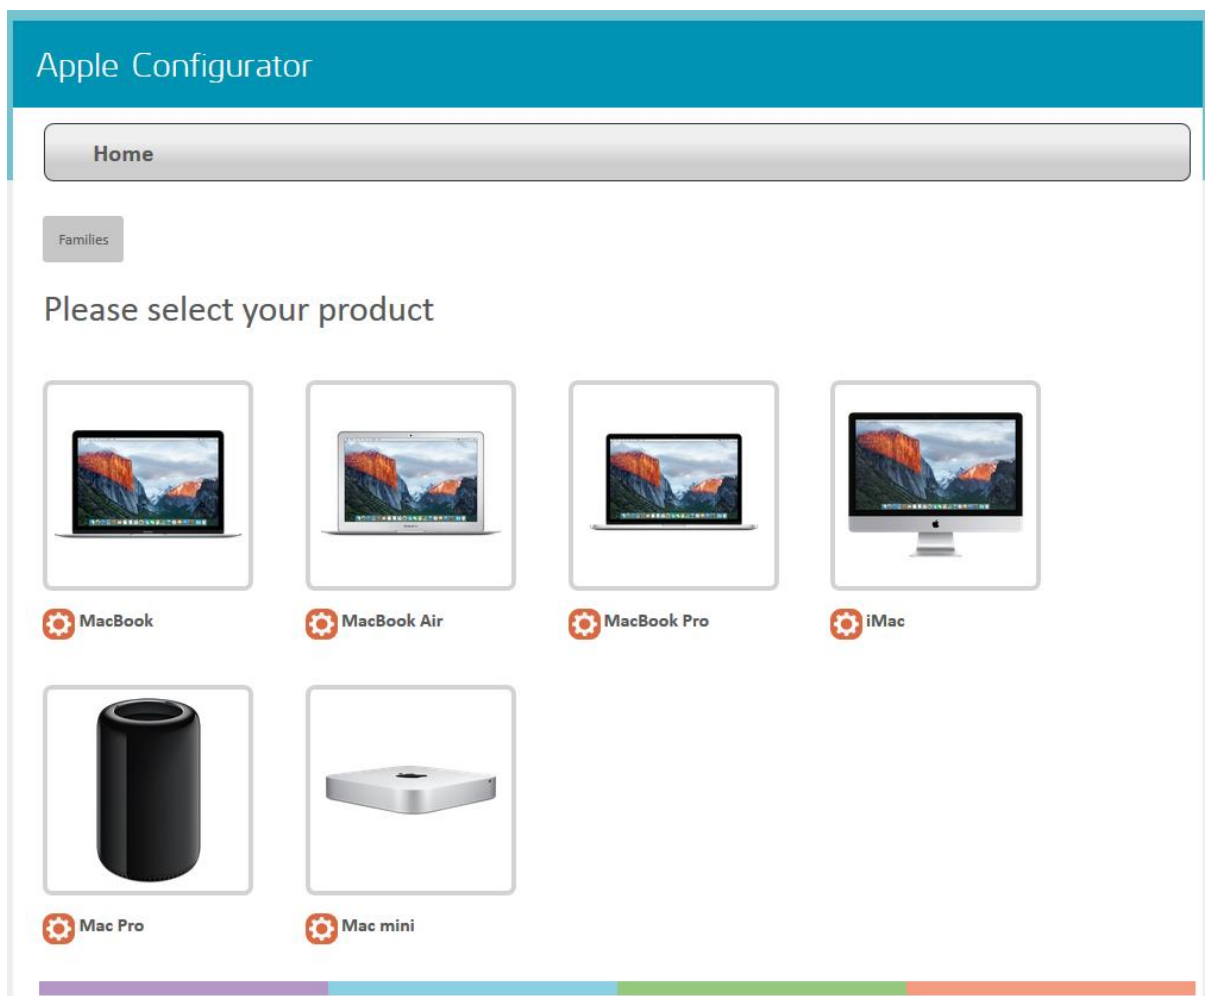 Apple Configurator
Home
Families
Please select your product
MacBook
MacBook Air
MacBook Pro
iMac
Mac Pro
Mac mini